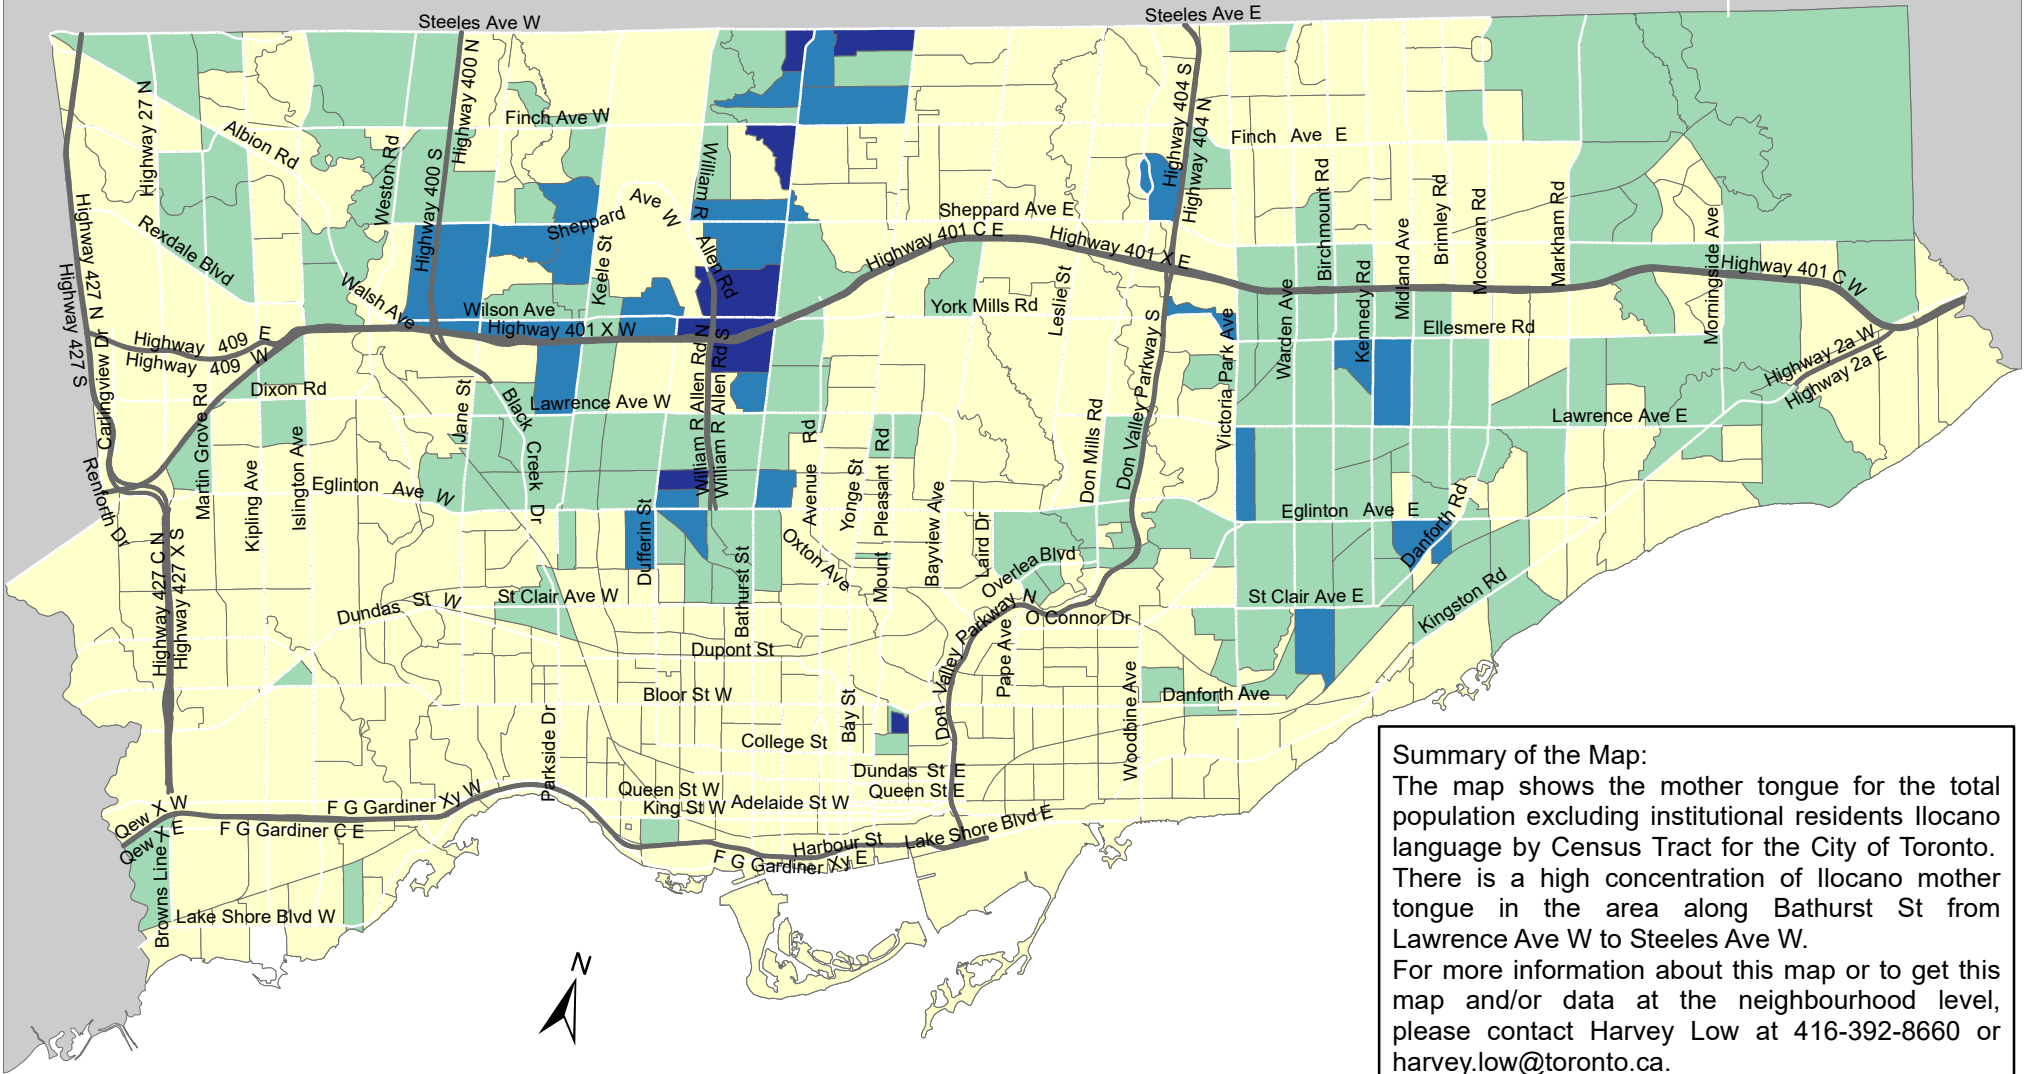 Steeles Ave W
Steeles Ave E
Highway 27 N
Highway 400 N
Highway 404 S
Highway 404 N
Finch Ave W
Finch Ave E
Albion Rd
Weston Rd
Highway 400 S
William R
Allen Rd
Highway 427 N
Highway 427 S
Rexdale Blvd
Sheppard
Ave W
Keele St
Sheppard Ave E
Highway 401 C E
Highway 401 X E
Birchmount Rd
Brimley Rd
Mccowan Rd
Markham Rd
Midland Ave
Kennedy Rd
Morningside Ave
Highway 401 C W
Walsh Ave
Wilson Ave
Highway 401 X W
York Mills Rd
Leslie St
Warden Ave
Victoria Park Ave
Ellesmere Rd
Highway 409 E
Highway 409 W
Carlingview Dr
Dixon Rd
Martin Grove Rd
Jane St
Black Creek Dr
Lawrence Ave W
William R Allen Rd N
William R Allen Rd S
Don Valley Parkway S
Highway 2a W
Highway 2a E
Lawrence Ave E
Renforth Dr
Kipling Ave
Islington Ave
Eglinton Ave W
Avenue Rd
Yonge St
Mount Pleasant Rd
Bayview Ave
Don Mills Rd
Laird Dr
Eglinton Ave E
Danforth Rd
Highway 427 C N
Highway 427 X S
Dufferin St
Bathurst St
Oxton Ave
Overlea Blvd
Dundas St W
St Clair Ave W
St Clair Ave E
Kingston Rd
Don Valley Parkway N
O Connor Dr
Dupont St
Pape Ave
Woodbine Ave
Bloor St W
Danforth Ave
Bay St
College St
Parkside Dr
Dundas St E
Queen St E
Queen St W
King St W
Adelaide St W
Qew X W
Qew X E
F G Gardiner Xy W
F G Gardiner C E
Harbour St
Lake Shore Blvd E
F G Gardiner Xy E
Browns Line
Lake Shore Blvd W
N
Summary of the Map:
The map shows the mother tongue for the total
population excluding institutional residents Ilocano
language by Census Tract for the City of Toronto.
There is a high concentration of Ilocano mother
tongue in the area along Bathurst St from
Lawrence Ave W to Steeles Ave W.
For more information about this map or to get this
map and/or data at the neighbourhood level,
please contact Harvey Low at 416-392-8660 or
harvey.low@toronto.ca.